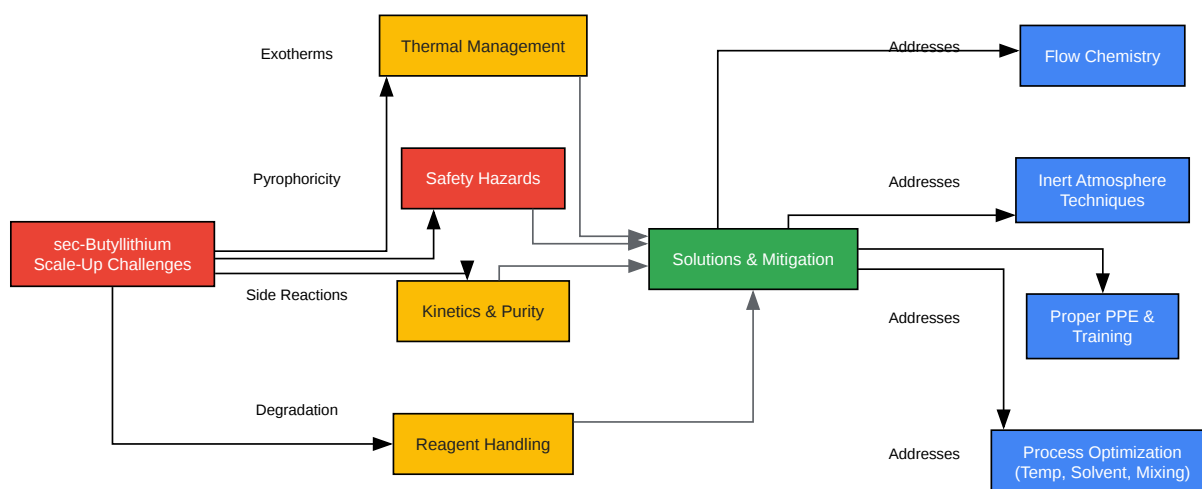 Exotherms
Thermal Management
Addresses
Flow Chemistry
Pyrophoricity
Safety Hazards
Addresses
Inert Atmosphere
Techniques
sec-Butyllithium
Scale-Up Challenges
Solutions & Mitigation
Side Reactions
Kinetics & Purity
Addresses
Proper PPE &
Training
Degradation
Reagent Handling
Addresses
Process Optimization
(Temp, Solvent, Mixing)